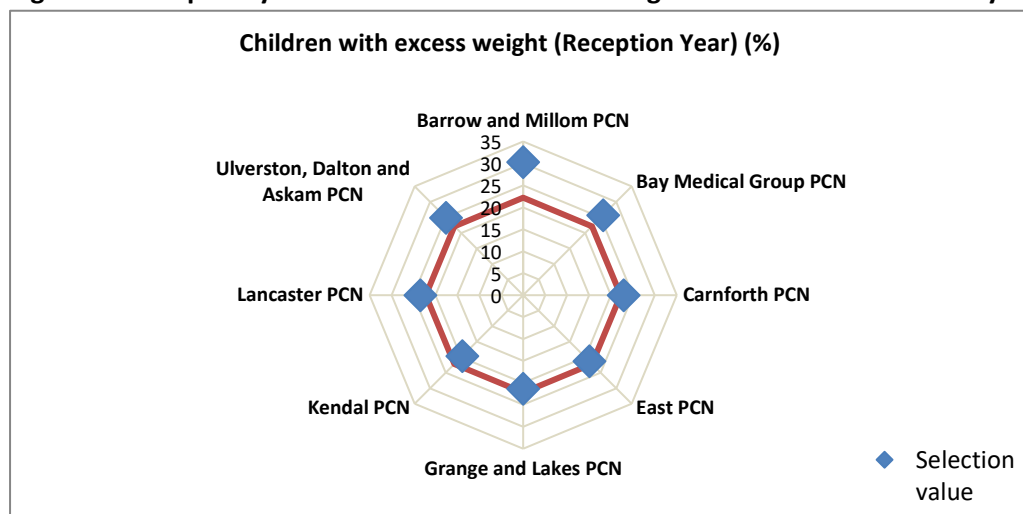 Children with excess weight (Reception Year) (%)
Barrow and Millom PCN
35
30
25
20
15
10
5
0
Bay Medical Group PCN
Carnforth PCN
East PCN
Grange and Lakes PCN
Kendal PCN
Lancaster PCN
Ulverston, Dalton and
Askam PCN
Selection
value